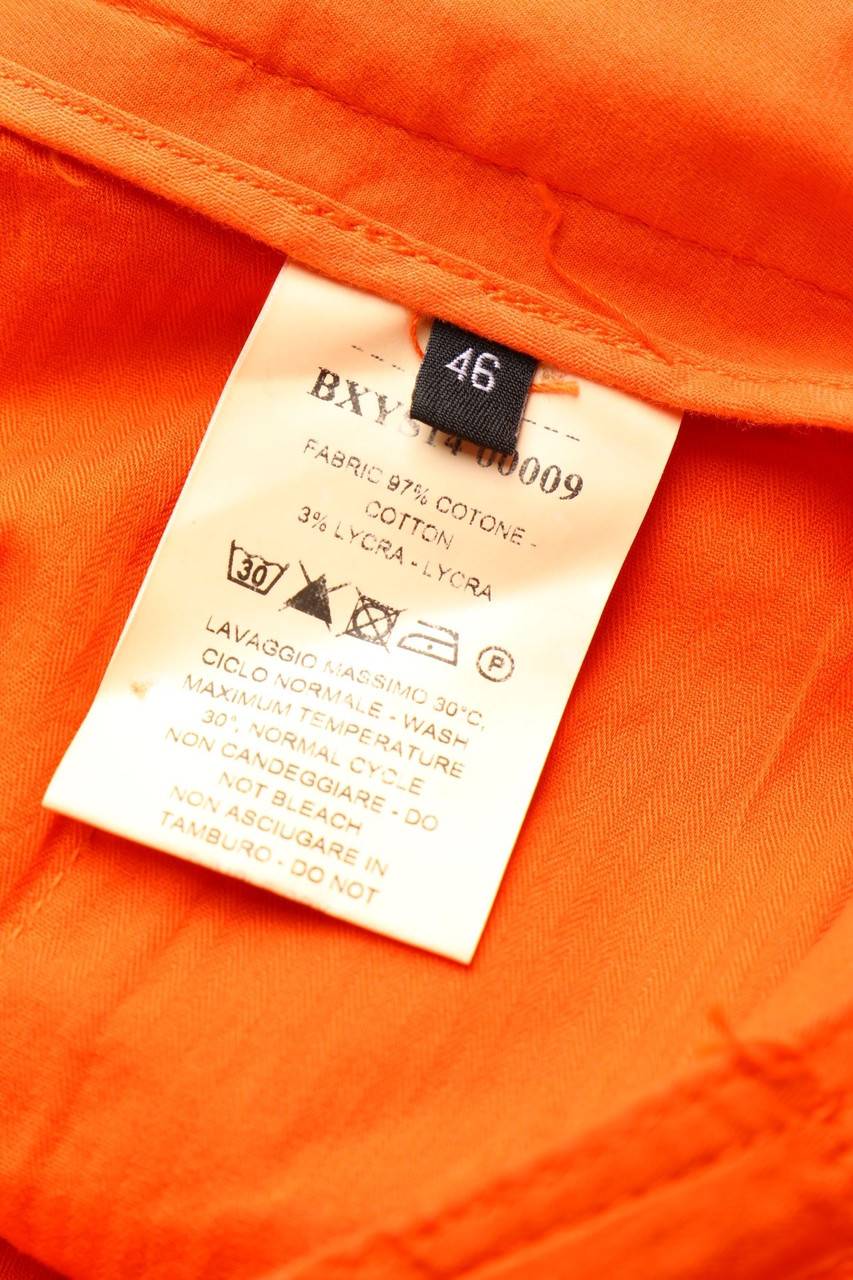 46
00009
FABRIC 97% COTONE -
COTTON
3% LYCRA - LYCRA
30
P
LAVAGGIO MASSIMO 30°C,
CICLO NORMALE - WASH
MAXIMUM TEMPERATURE
30°, NORMAL CYCLE
NON CANDEGGIARE - DO
NOT BLEACH
NON ASCIUGARE IN
TAMBURO - DO NOT